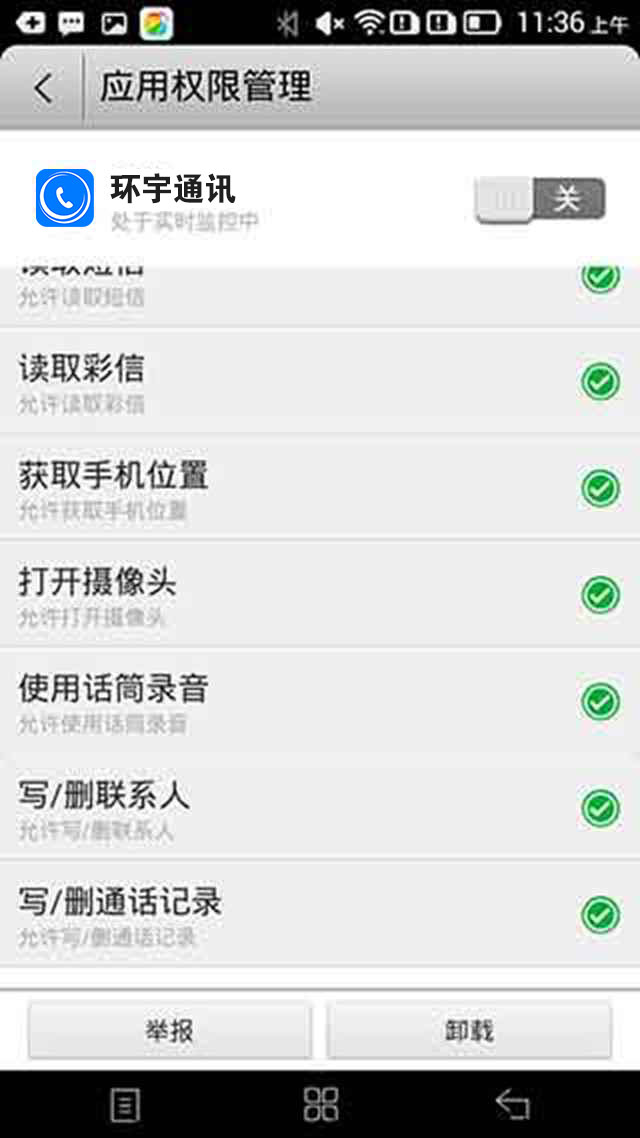 11:36 上午
应用权限管理
环宇通讯
处于实时监控中
关
读取短信
允许读取短信
读取彩信
允许读取彩信
获取手机位置
允许获取手机位置
打开摄像头
允许打开摄像头
使用话筒录音
允许使用话筒录音
写/删联系人
允许写/删联系人
写/删通话记录
允许写/删通话记录
举报
卸载